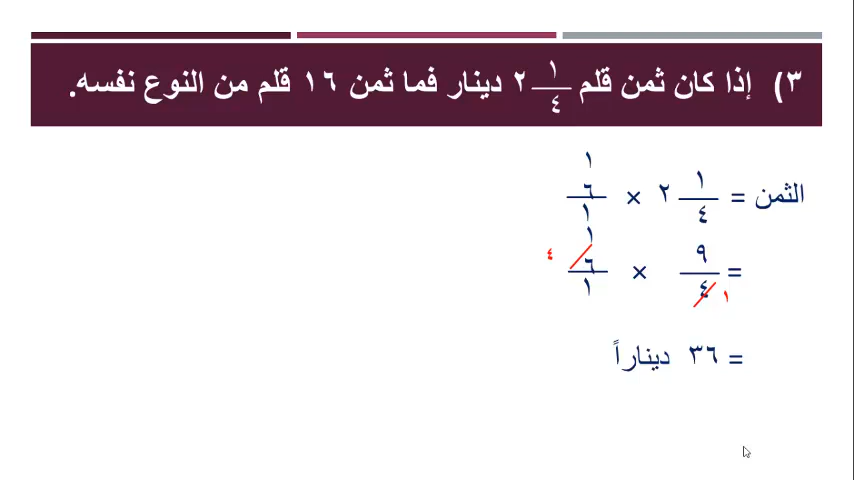 ٣) إذا كان ثمن قلم ٢ ١/٤ دينار فما ثمن ١٦ قلم من النوع نفسه.
الثمن = ٢ ١/٤ × ١٦/١
= ٩/٤ ١ × ١٦/١ ٤
= ٣٦ ديناراً